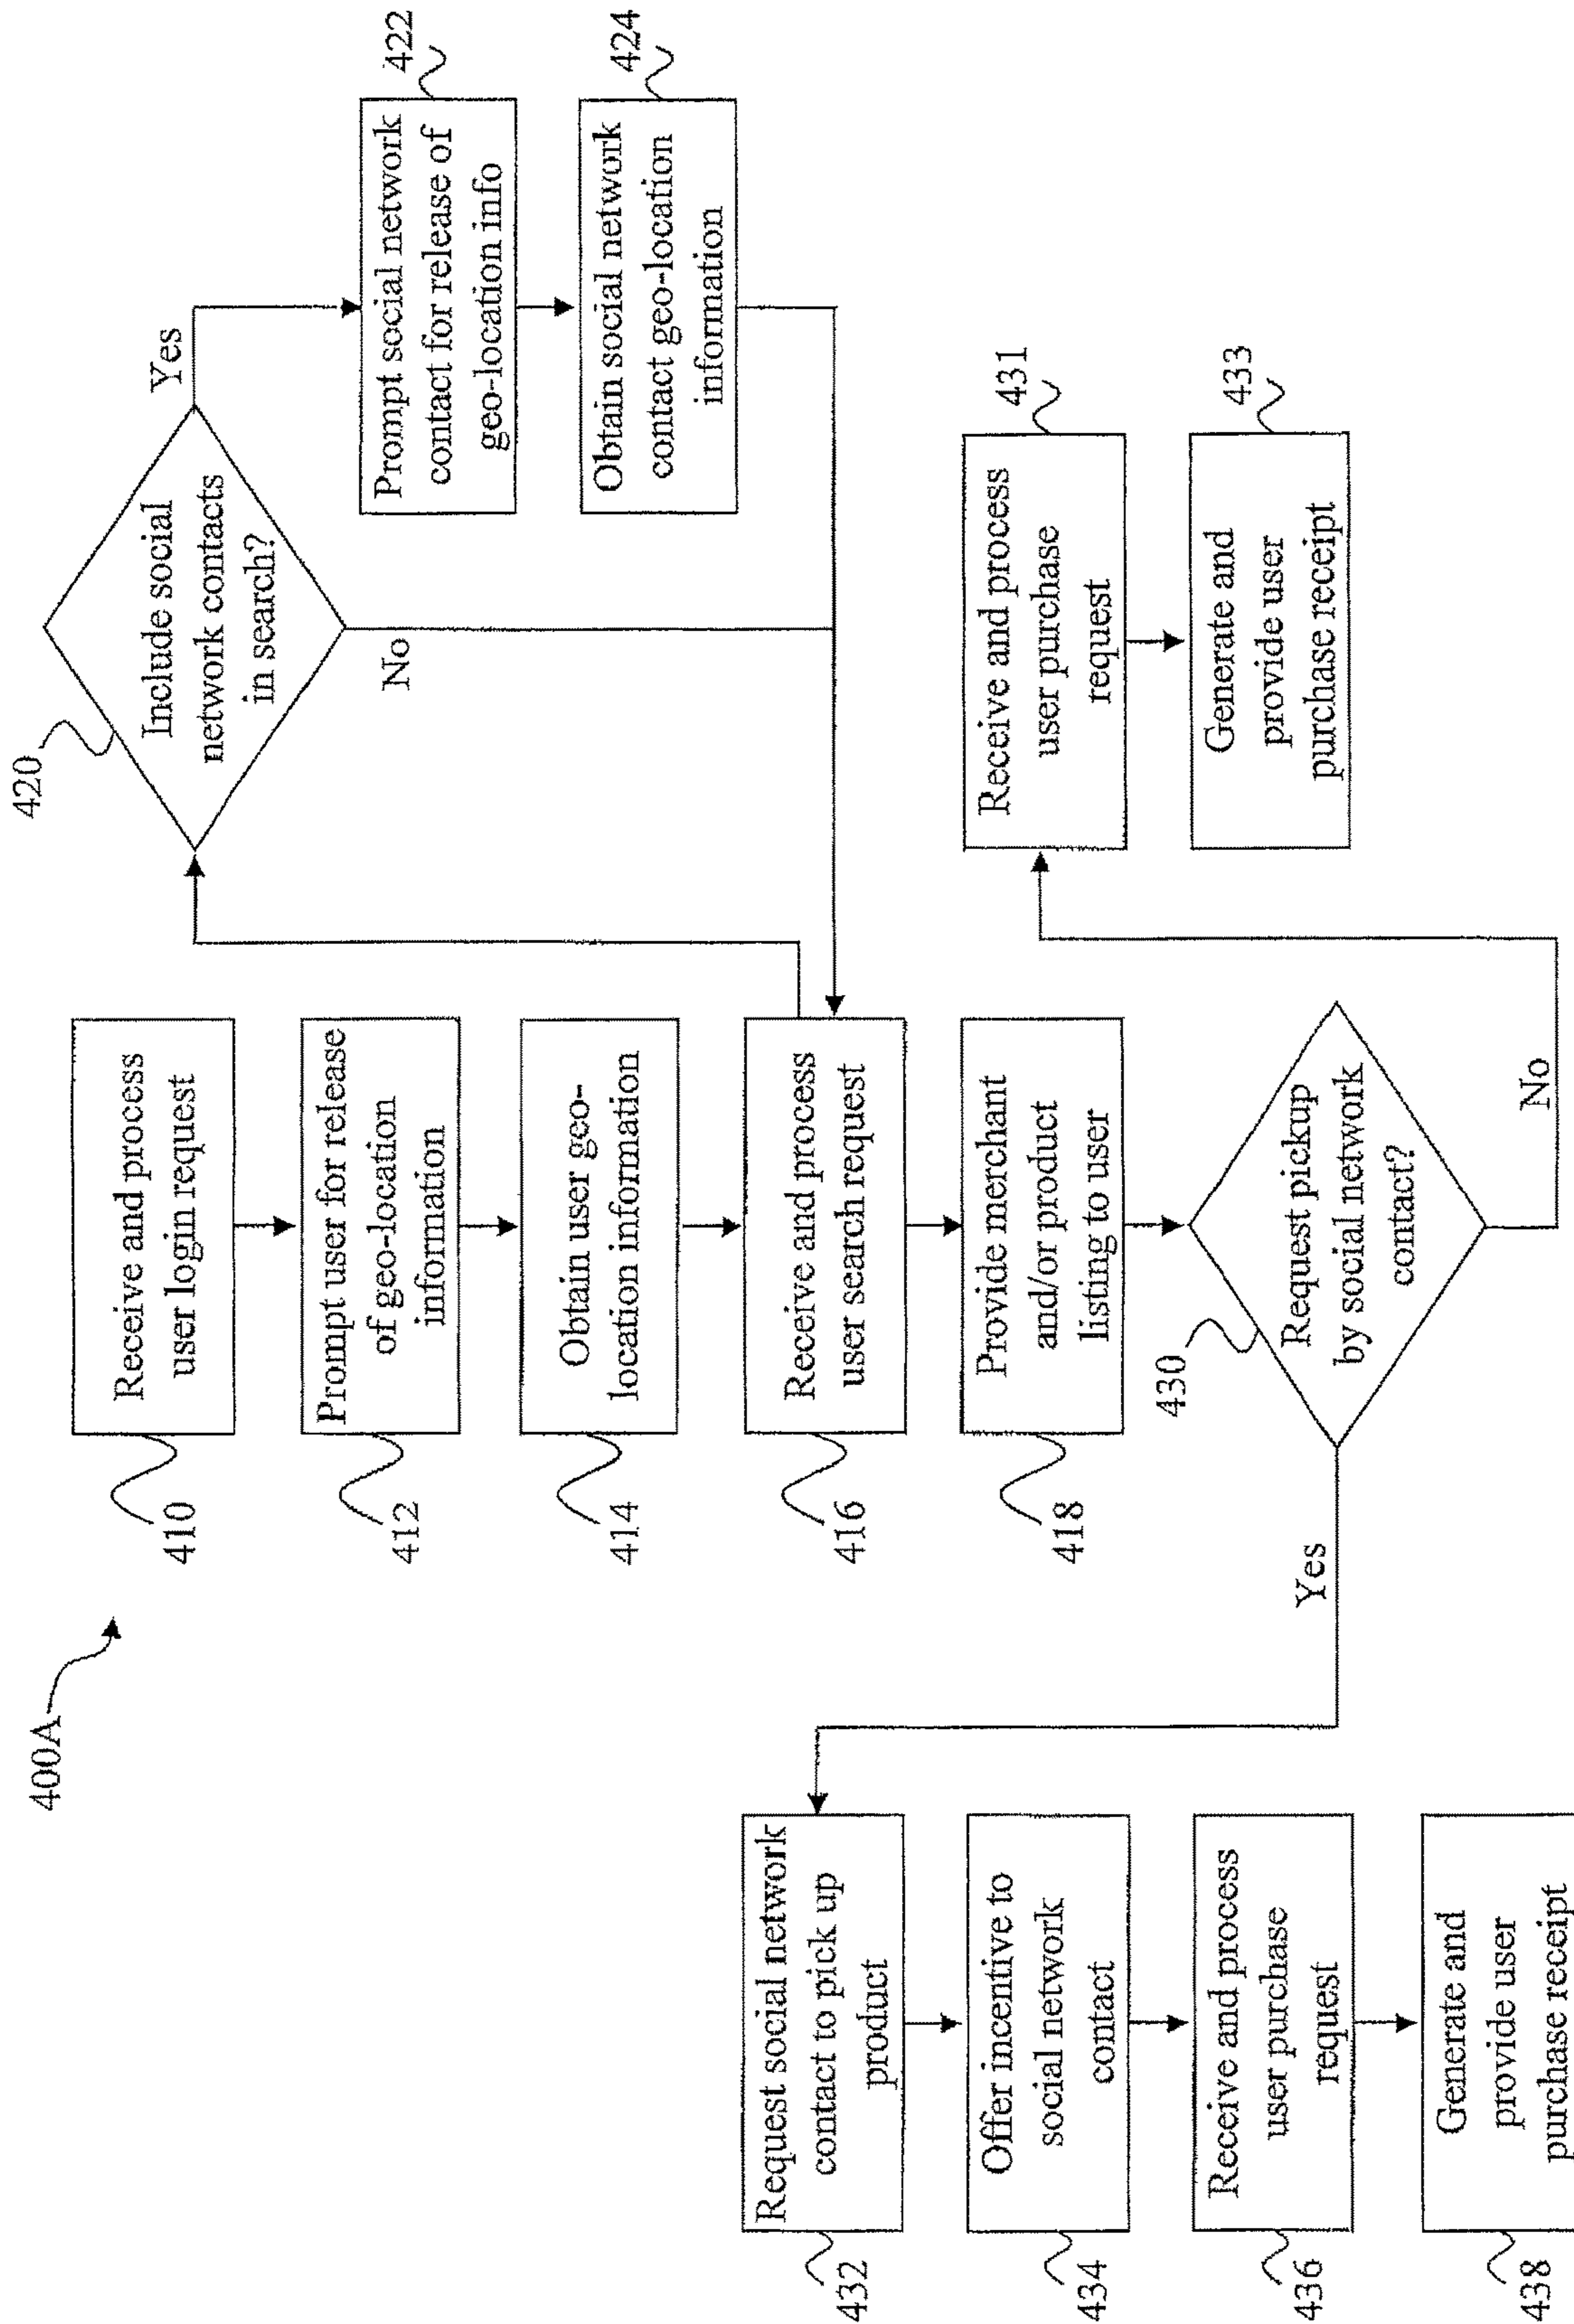 400A
410
Receive and process
user login request
412
Prompt user for release
of geo-location
information
414
Obtain user geo-
location information
416
Receive and process
user search request
418
Provide merchant
and/or product
listing to user
420
Include social
network contacts
in search?
Yes
No
422
Prompt social network
contact for release of
geo-location info
424
Obtain social network
contact geo-location
information
430
Request pickup
by social network
contact?
Yes
No
432
Request social network
contact to pick up
product
434
Offer incentive to
social network
contact
436
Receive and process
user purchase
request
438
Generate and
provide user
purchase receipt
431
Receive and process
user purchase
request
433
Generate and
provide user
purchase receipt